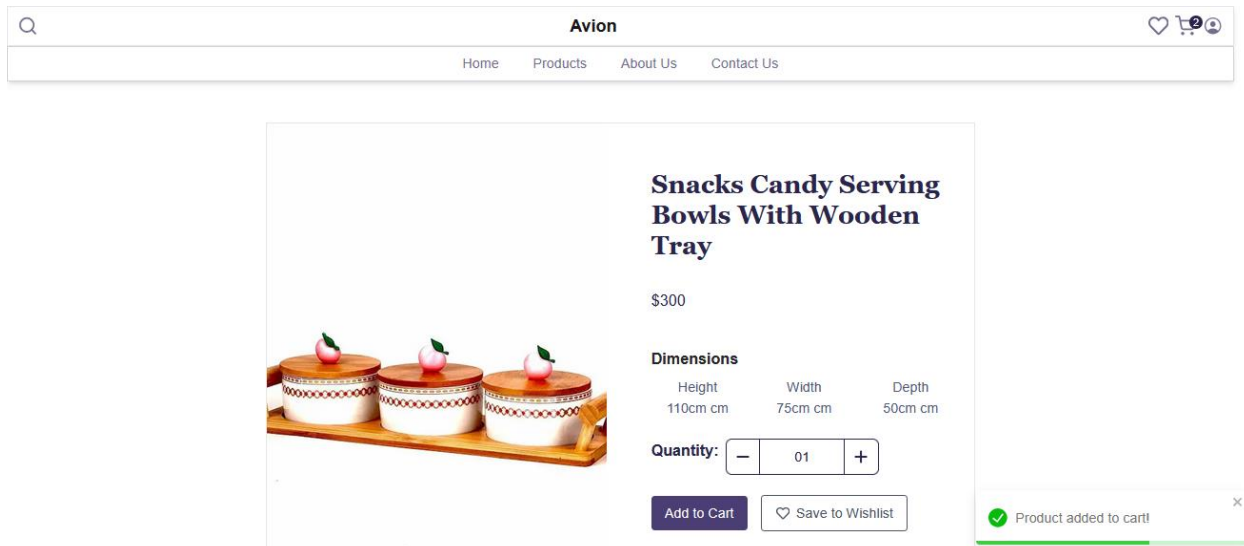 Avion
2
Home Products About Us Contact Us
Snacks Candy Serving
Bowls With Wooden
Tray
$300
Dimensions
Height Width Depth
110cm cm 75cm cm 50cm cm
Quantity: − 01 +
Add to Cart Save to Wishlist
Product added to cart!